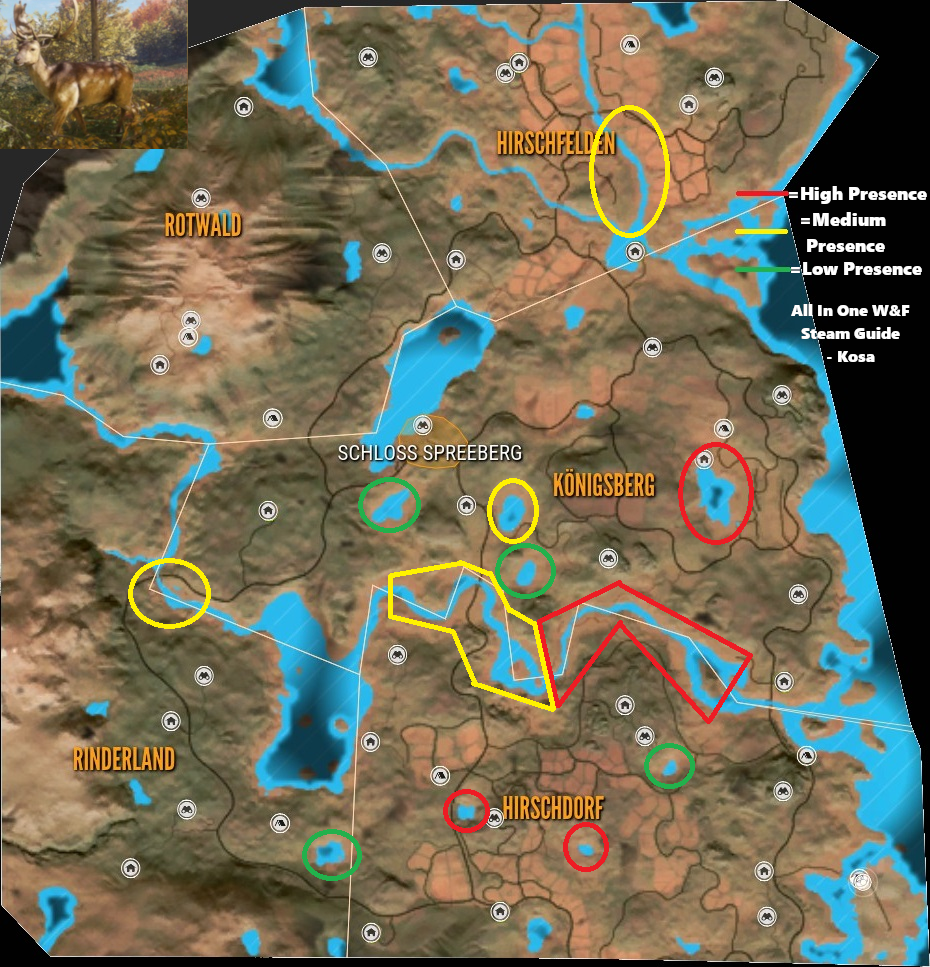 HIRSCHFELDEN
=High Presence
=Medium
Presence
=Low Presence
ROTWALD
All In One W&F
Steam Guide
- Kosa
SCHLOSS SPREEBERG
KÖNIGSBERG
RINDERLAND
HIRSCHDORF